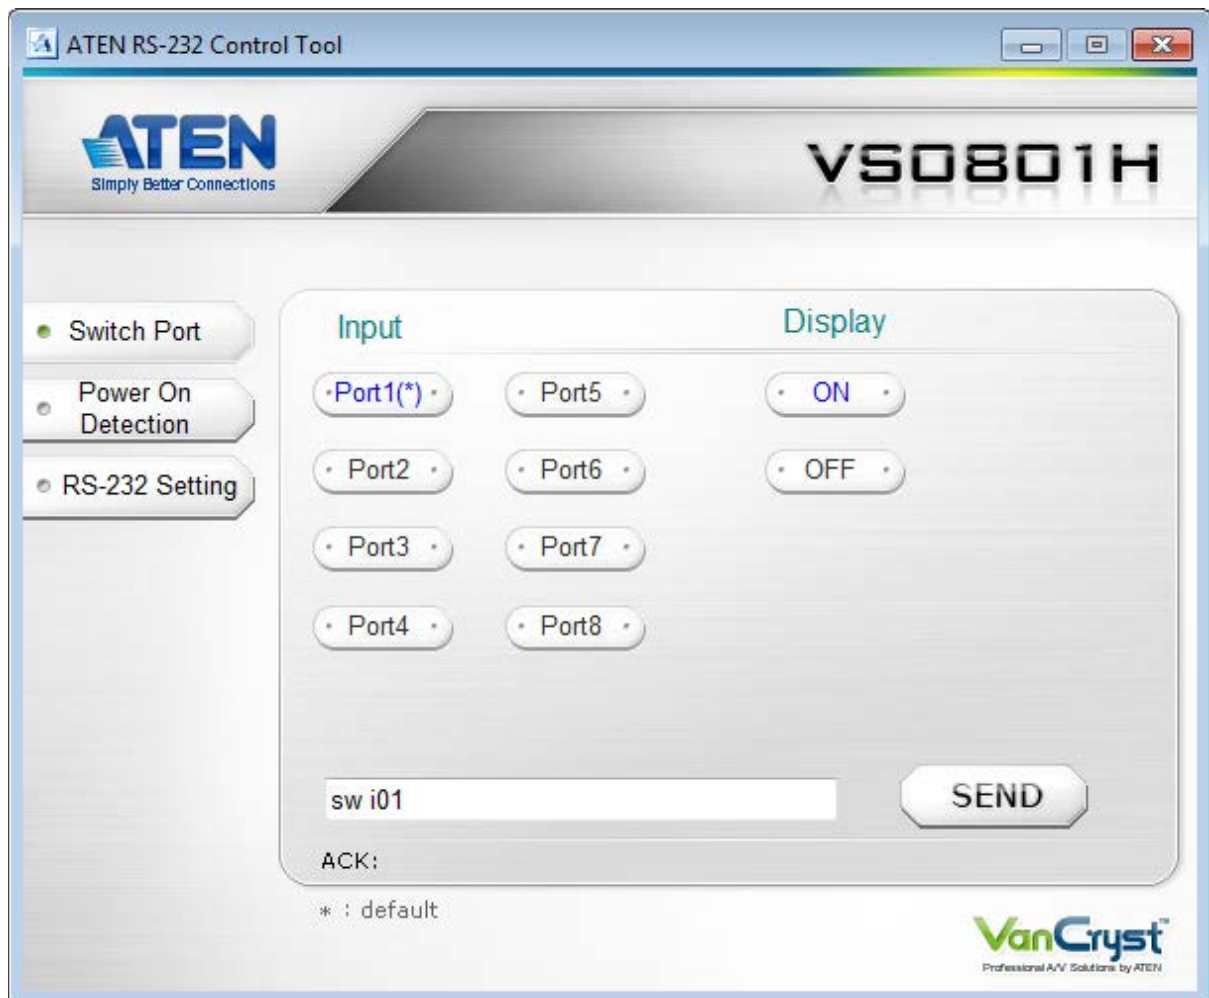 ATEN RS-232 Control Tool
ATEN
Simply Better Connections
VS0801H
Switch Port
Power On
Detection
RS-232 Setting
Input
Display
Port1(*)
Port5
ON
Port2
Port6
OFF
Port3
Port7
Port4
Port8
sw i01
SEND
ACK:
* : default
VanCryst™
Professional A/V Solutions by ATEN